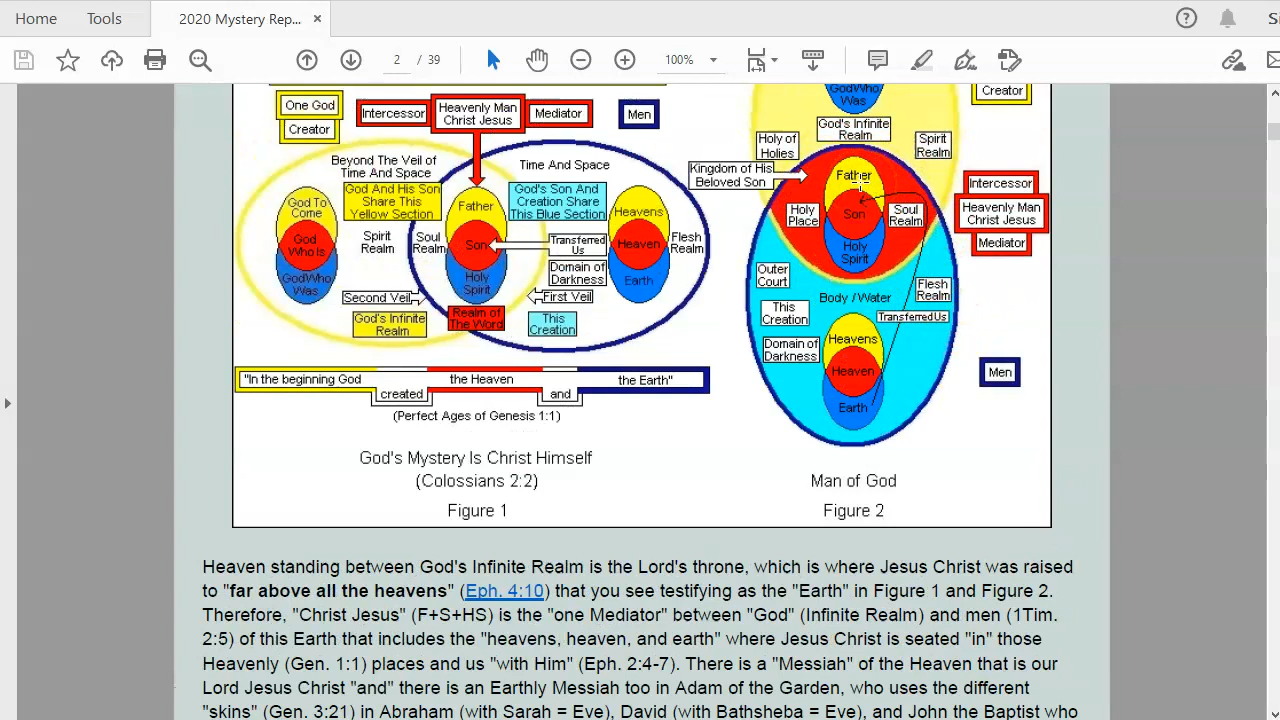 Home
Tools
2020 Mystery Rep...
×
Si
2 / 39
100%
One God
Creator
Intercessor
Heavenly Man
Christ Jesus
Mediator
Men
Beyond The Veil of
Time And Space
Time And Space
God And His Son
Share This
Yellow Section
God's Son And
Creation Share
This Blue Section
God To
Come
God
Who Is
God Who
Was
Spirit
Realm
Soul
Realm
Father
Son
Holy
Spirit
Transferred
Us
Domain of
Darkness
Heavens
Heaven
Earth
Flesh
Realm
Second Veil
First Veil
God's Infinite
Realm
Realm of
The Word
This
Creation
"In the beginning God
created
the Heaven
and
the Earth"
(Perfect Ages of Genesis 1:1)
God's Mystery Is Christ Himself
(Colossians 2:2)
Figure 1
God Who
Was
Creator
God's Infinite
Realm
Holy of
Holies
Spirit
Realm
Kingdom of His
Beloved Son
Father
Son
Holy
Spirit
Holy
Place
Soul
Realm
Intercessor
Heavenly Man
Christ Jesus
Mediator
Outer
Court
Body / Water
Flesh
Realm
This
Creation
Transferred Us
Domain of
Darkness
Heavens
Heaven
Earth
Men
Man of God
Figure 2
Heaven standing between God's Infinite Realm is the Lord's throne, which is where Jesus Christ was raised
to "far above all the heavens" (Eph. 4:10) that you see testifying as the "Earth" in Figure 1 and Figure 2.
Therefore, "Christ Jesus" (F+S+HS) is the "one Mediator" between "God" (Infinite Realm) and men (1Tim.
2:5) of this Earth that includes the "heavens, heaven, and earth" where Jesus Christ is seated "in" those
Heavenly (Gen. 1:1) places and us "with Him" (Eph. 2:4-7). There is a "Messiah" of the Heaven that is our
Lord Jesus Christ "and" there is an Earthly Messiah too in Adam of the Garden, who uses the different
"skins" (Gen. 3:21) in Abraham (with Sarah = Eve), David (with Bathsheba = Eve), and John the Baptist who